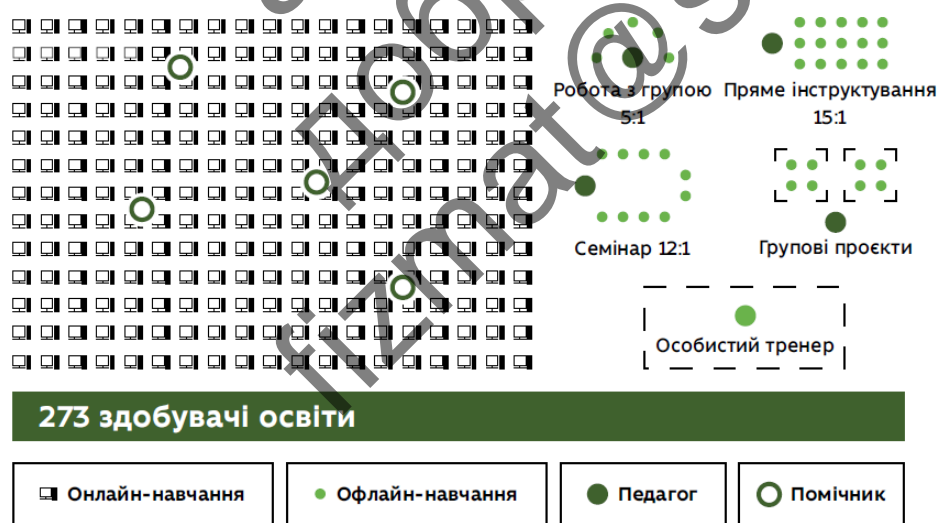 Робота з групою
5:1
Пряме інструктування
15:1
Семінар 12:1
Групові проєкти
Особистий тренер
273 здобувачі освіти
Онлайн-навчання
Офлайн-навчання
Педагог
Помічник
fizmat@